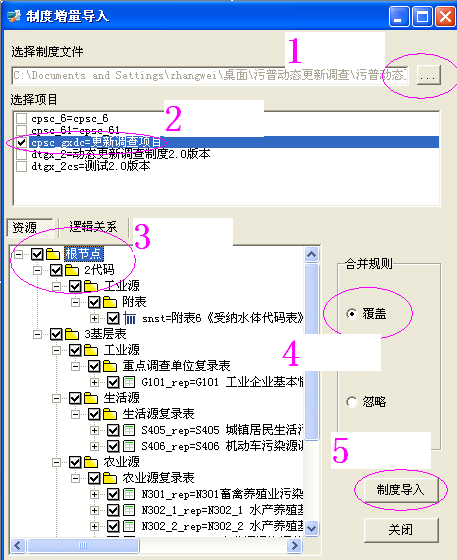 制度增量导入
选择制度文件
1
C:\Documents and Settings\zhangwei\桌面\污普动态更新调查\污普动态
...
选择项目
2
cpsc_6=cpsc_6
cpsc_61=cpsc_61
cpsc_gxdc=更新调查项目
dtgx_2=动态更新调查制度2.0版本
dtgx_2cs=测试2.0版本
资源
逻辑关系
3
根节点
2代码
工业源
附表
snst=附表6《受纳水体代码表》
3基层表
工业源
重点调查单位复录表
G101_rep=G101 工业企业基本情
生活源
生活源复录表
S405_rep=S405 城镇居民生活污
S406_rep=S406 机动车污染源调
农业源
农业源复录表
N301_rep=N301畜禽养殖业污染
N302_1_rep=N302_1 水产养殖基
N302_2_rep=N302_2 水产养殖
合并规则
覆盖
4
忽略
5
制度导入
关闭